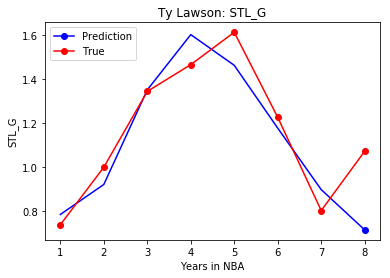 Ty Lawson: STL_G
Prediction
True
1.6
1.4
1.2
1.0
0.8
STL_G
1 2 3 4 5 6 7 8
Years in NBA